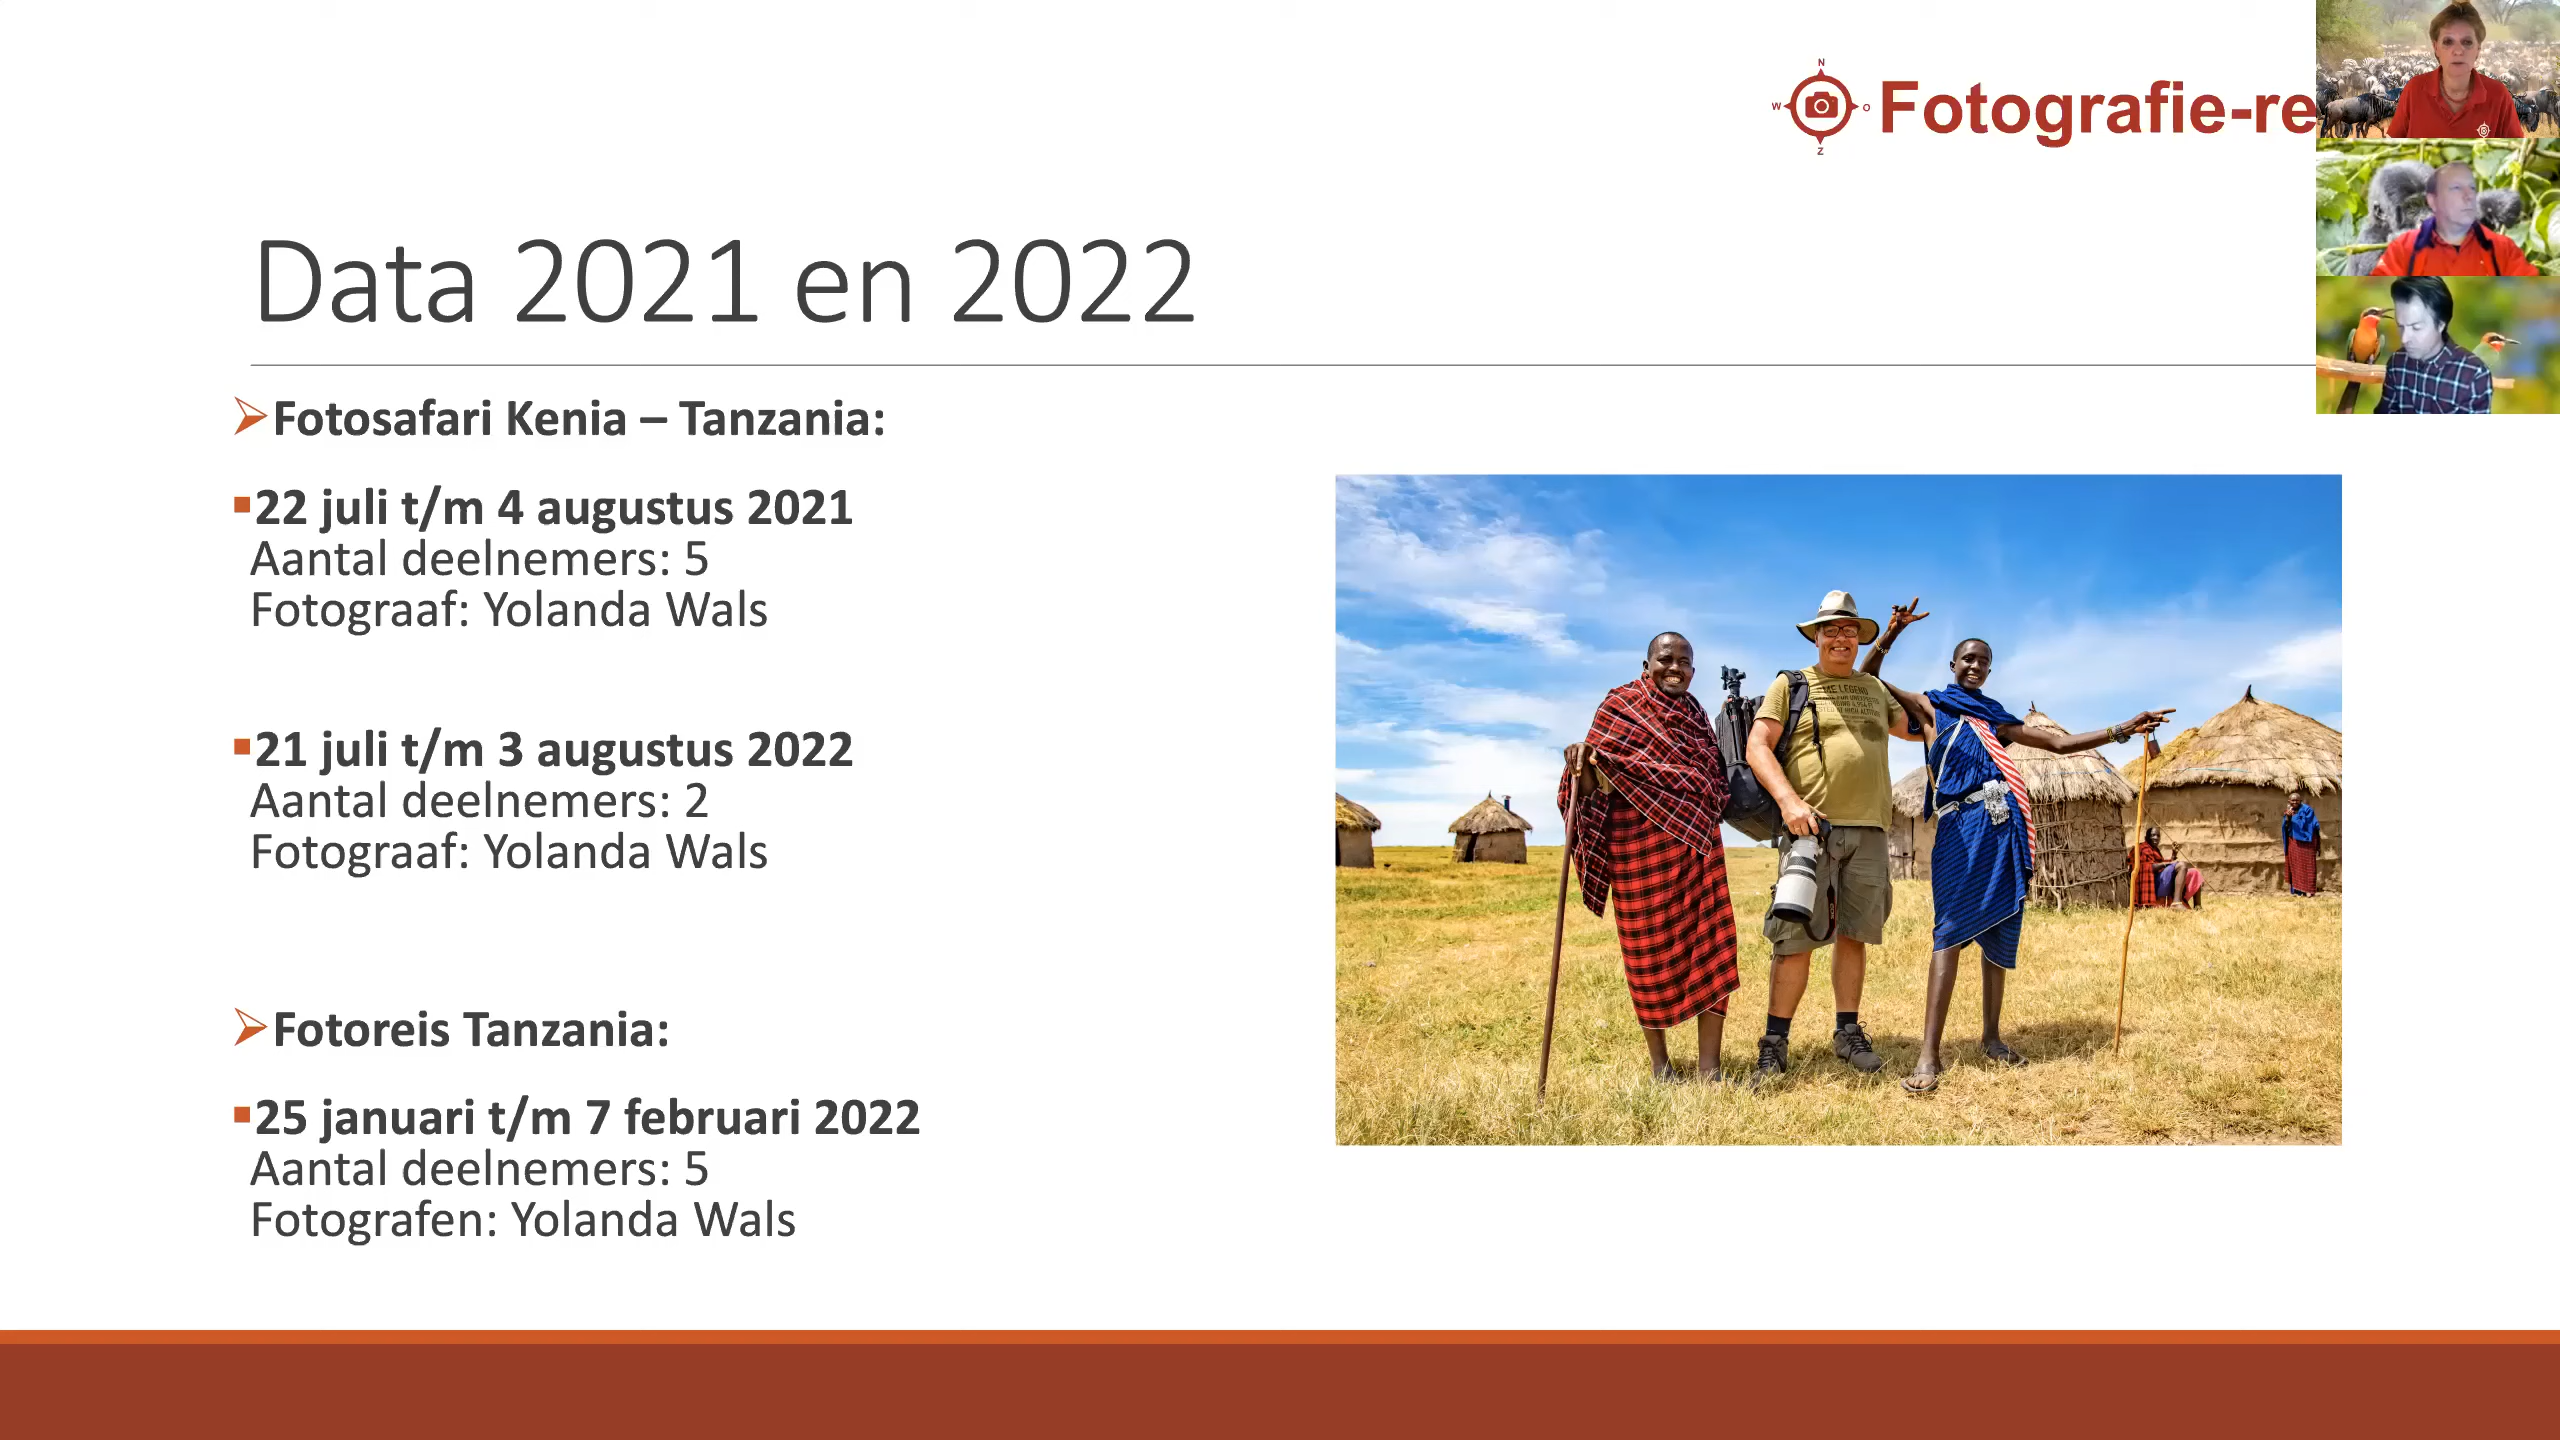 N
W
O
Z
Fotografie-re
Data 2021 en 2022
Fotosafari Kenia – Tanzania:
22 juli t/m 4 augustus 2021
Aantal deelnemers: 5
Fotograaf: Yolanda Wals
21 juli t/m 3 augustus 2022
Aantal deelnemers: 2
Fotograaf: Yolanda Wals
Fotoreis Tanzania:
25 januari t/m 7 februari 2022
Aantal deelnemers: 5
Fotografen: Yolanda Wals